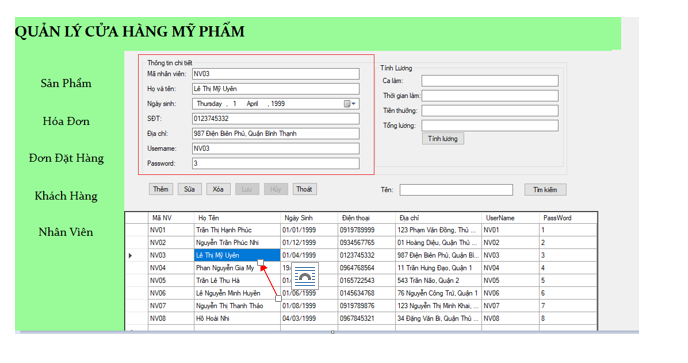 QUẢN LÝ CỬA HÀNG MỸ PHẨM
Sản Phẩm
Hóa Đơn
Đơn Đặt Hàng
Khách Hàng
Nhân Viên
Thông tin chi tiết
Mã nhân viên: NV03
Họ và tên: Lê Thị Mỹ Uyên
Ngày sinh: Thursday , 1 April , 1999
SĐT: 0123745332
Địa chỉ: 987 Điện Biên Phủ, Quận Bình Thạnh
Username: NV03
Password: 3
Tính Lương
Ca làm:
Thời gian làm:
Tiền thưởng:
Tổng lương:
Tính lương
Thêm Sửa Xóa Lưu Hủy Thoát Tên: Tìm kiếm
Mã NV Họ Tên Ngày Sinh Điện thoại Địa chỉ UserName PassWord
NV01 Trần Thị Hạnh Phúc 01/01/1999 0919789999 123 Phạm Văn Đồng, Thủ ... NV01 1
NV02 Nguyễn Trần Phúc Nhi 01/12/1999 0934567765 01 Hoàng Diệu, Quận Thủ ... NV02 2
NV03 Lê Thị Mỹ Uyên 01/04/1999 0123745332 987 Điện Biên Phủ, Quận Bì... NV03 3
NV04 Phan Nguyễn Gia My 19/ 0964768564 11 Trần Hưng Đạo, Quận 1 NV04 4
NV05 Trần Lê Thu Hà 01/ 0165722543 543 Trần Não, Quận 2 NV05 5
NV06 Lê Nguyễn Minh Huyền 01/06/1999 0145634768 76 Nguyễn Công Trứ, Quận 1 NV06 6
NV07 Nguyễn Thị Thanh Thảo 01/08/1999 0919789876 123 Nguyễn Thị Minh Khai, ... NV07 7
NV08 Hồ Hoài Nhi 04/03/1999 0967845321 34 Đặng Văn Bi, Quận Thủ ... NV08 8